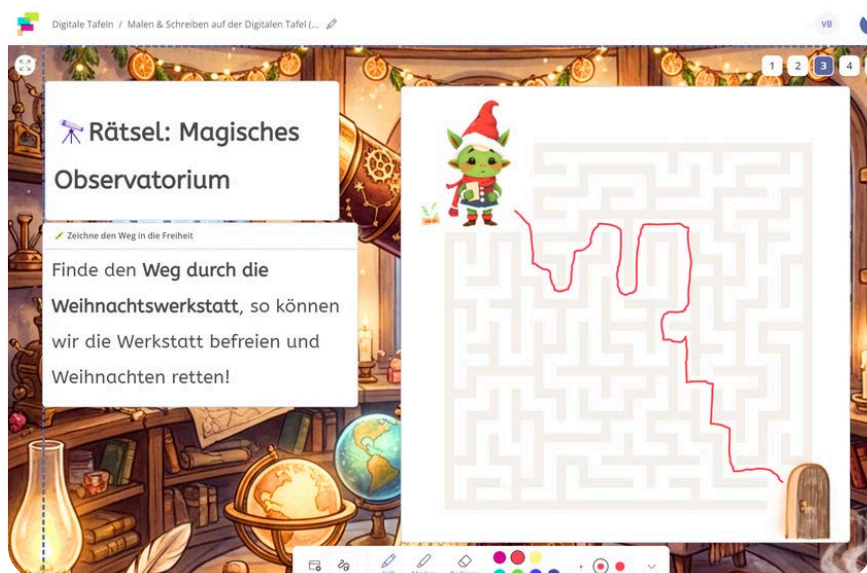 Digitale Tafeln / Malen & Schreiben auf der Digitalen Tafel (...
VB
1 2 3 4
Rätsel: Magisches
Observatorium
Zeichne den Weg in die Freiheit
Finde den Weg durch die
Weihnachtswerkstatt, so können
wir die Werkstatt befreien und
Weihnachten retten!